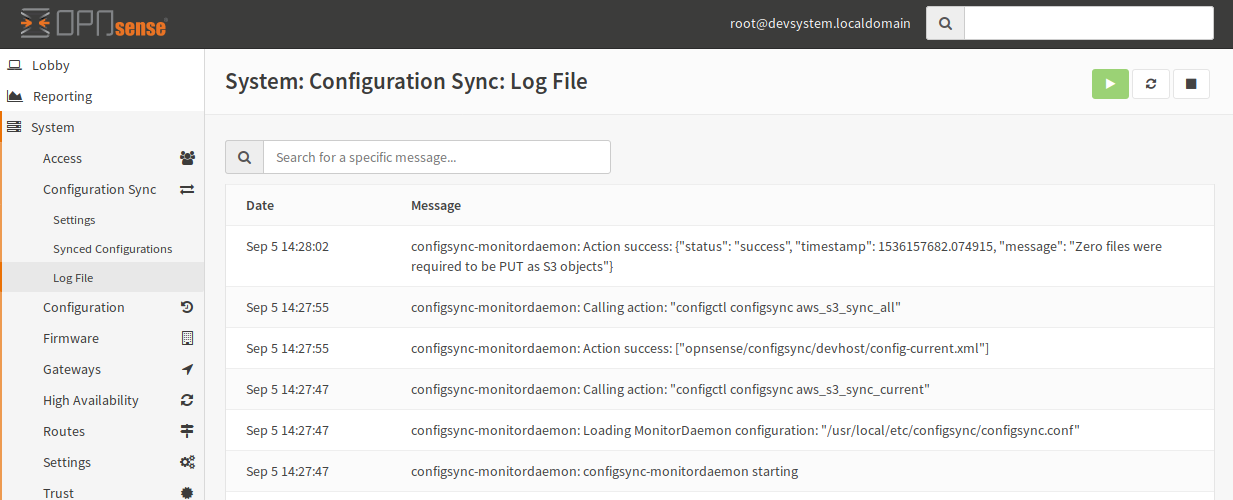 OPNsense
root@devsystem.localdomain
Lobby
Reporting
System
Access
Configuration Sync
Settings
Synced Configurations
Log File
Configuration
Firmware
Gateways
High Availability
Routes
Settings
Trust
System: Configuration Sync: Log File
Search for a specific message...
Date Message
Sep 5 14:28:02 configsync-monitordaemon: Action success: {"status": "success", "timestamp": 1536157682.074915, "message": "Zero files were
required to be PUT as S3 objects"}
Sep 5 14:27:55 configsync-monitordaemon: Calling action: "configctl configsync aws_s3_sync_all"
Sep 5 14:27:55 configsync-monitordaemon: Action success: ["opnsense/configsync/devhost/config-current.xml"]
Sep 5 14:27:47 configsync-monitordaemon: Calling action: "configctl configsync aws_s3_sync_current"
Sep 5 14:27:47 configsync-monitordaemon: Loading MonitorDaemon configuration: "/usr/local/etc/configsync/configsync.conf"
Sep 5 14:27:47 configsync-monitordaemon: configsync-monitordaemon starting